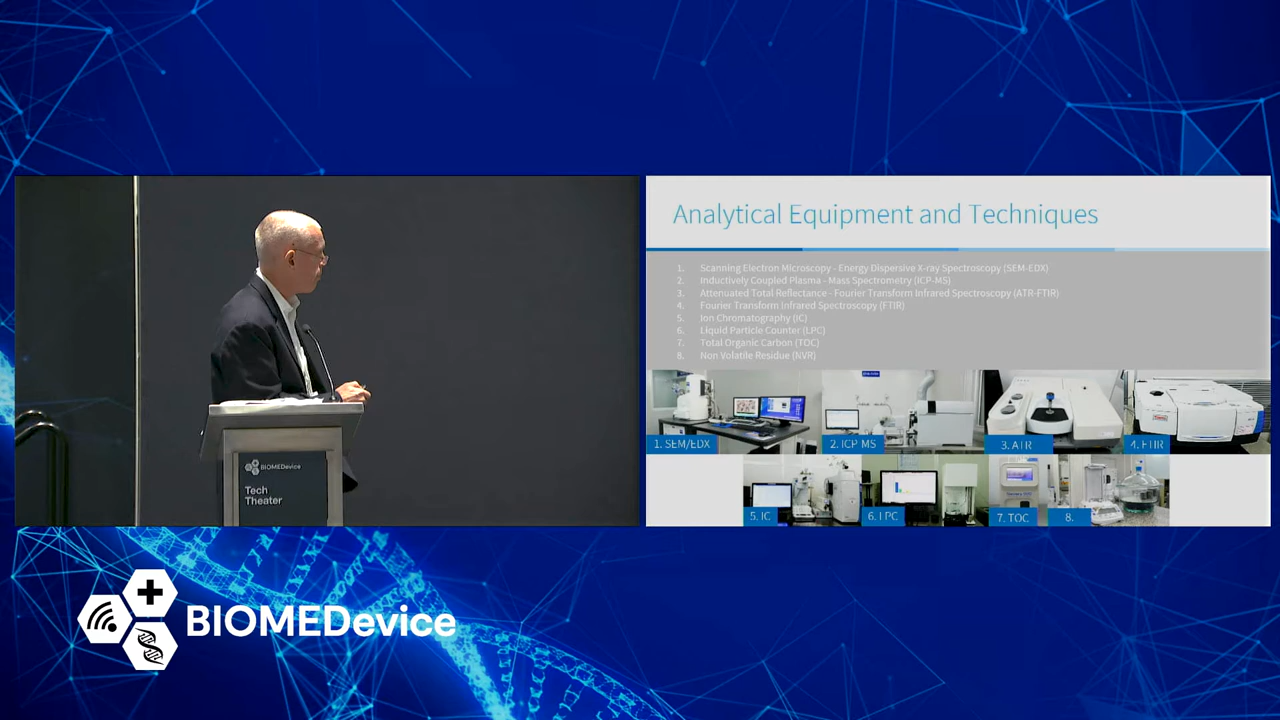 Analytical Equipment and Techniques
1. Scanning Electron Microscopy - Energy Dispersive X-ray Spectroscopy (SEM-EDX)
2. Inductively Coupled Plasma - Mass Spectrometry (ICP-MS)
3. Attenuated Total Reflectance - Fourier Transform Infrared Spectroscopy (ATR-FTIR)
4. Fourier Transform Infrared Spectroscopy (FTIR)
5. Ion Chromatography (IC)
6. Liquid Particle Counter (LPC)
7. Total Organic Carbon (TOC)
8. Non Volatile Residue (NVR)
1. SEM/EDX
2. ICP MS
3. ATR
4. FTIR
5. IC
6. LPC
7. TOC
8.
BIOMEDevice
Tech
Theater
BIOMEDevice